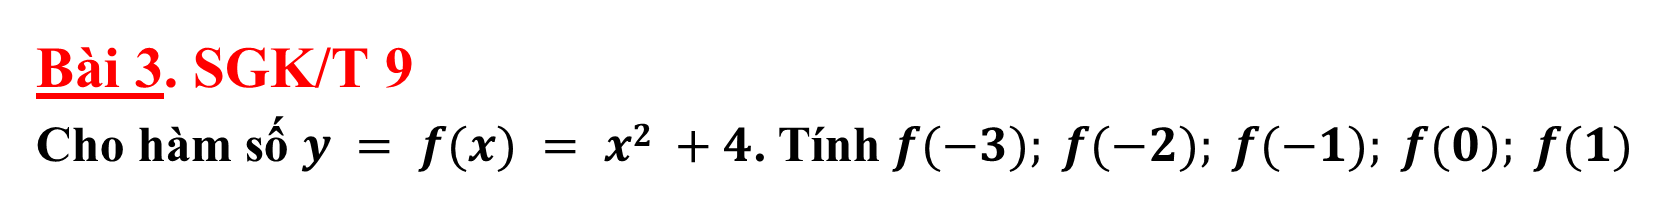 Bài 3. SGK/T 9
Cho hàm số y = f(x) = x² + 4. Tính f(−3); f(−2); f(−1); f(0); f(1)